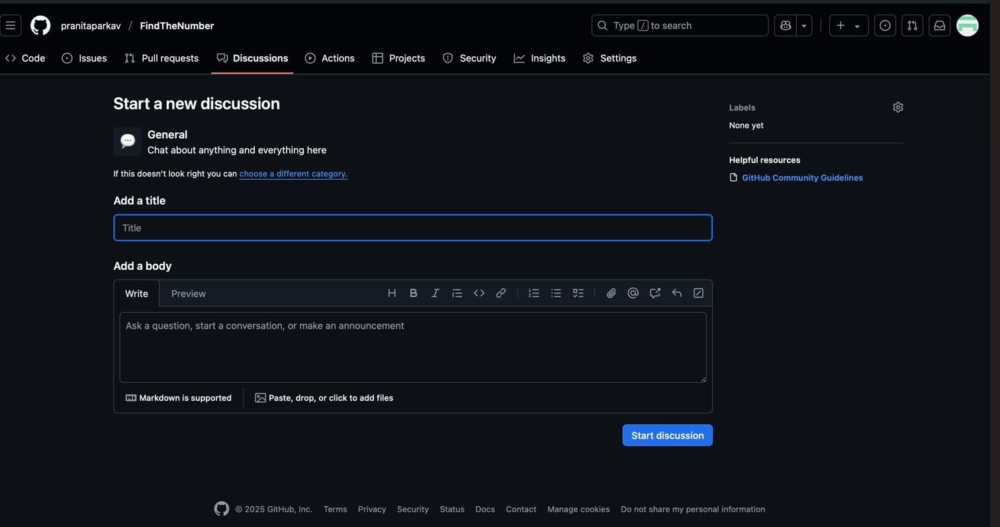 pranitaparkav / FindTheNumber
Type / to search
Code Issues Pull requests Discussions Actions Projects Security Insights Settings
Start a new discussion
General
Chat about anything and everything here
If this doesn't look right you can choose a different category.
Add a title
Title
Add a body
Write Preview
Ask a question, start a conversation, or make an announcement
Markdown is supported
Paste, drop, or click to add files
Start discussion
Labels
None yet
Helpful resources
GitHub Community Guidelines
© 2025 GitHub, Inc. Terms Privacy Security Status Docs Contact Manage cookies Do not share my personal information